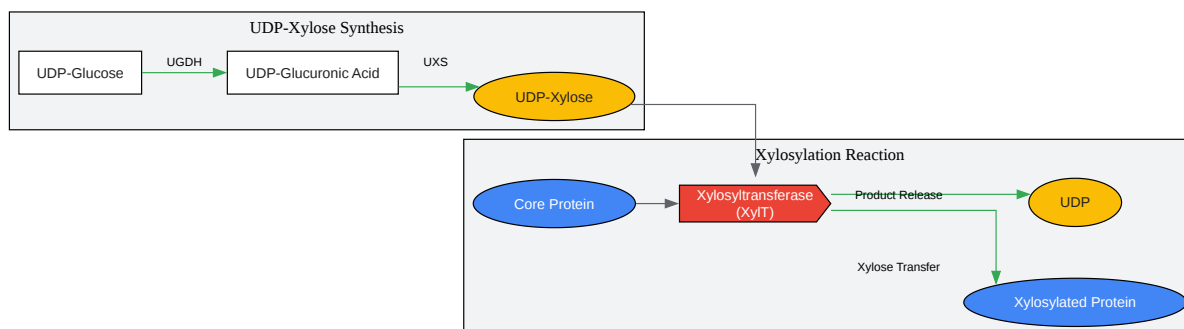 UDP-Xylose Synthesis
UDP-Glucose
UGDH
UDP-Glucuronic Acid
UXS
UDP-Xylose
Xylosylation Reaction
Core Protein
Xylosyltransferase
(XylT)
Product Release
UDP
Xylose Transfer
Xylosylated Protein